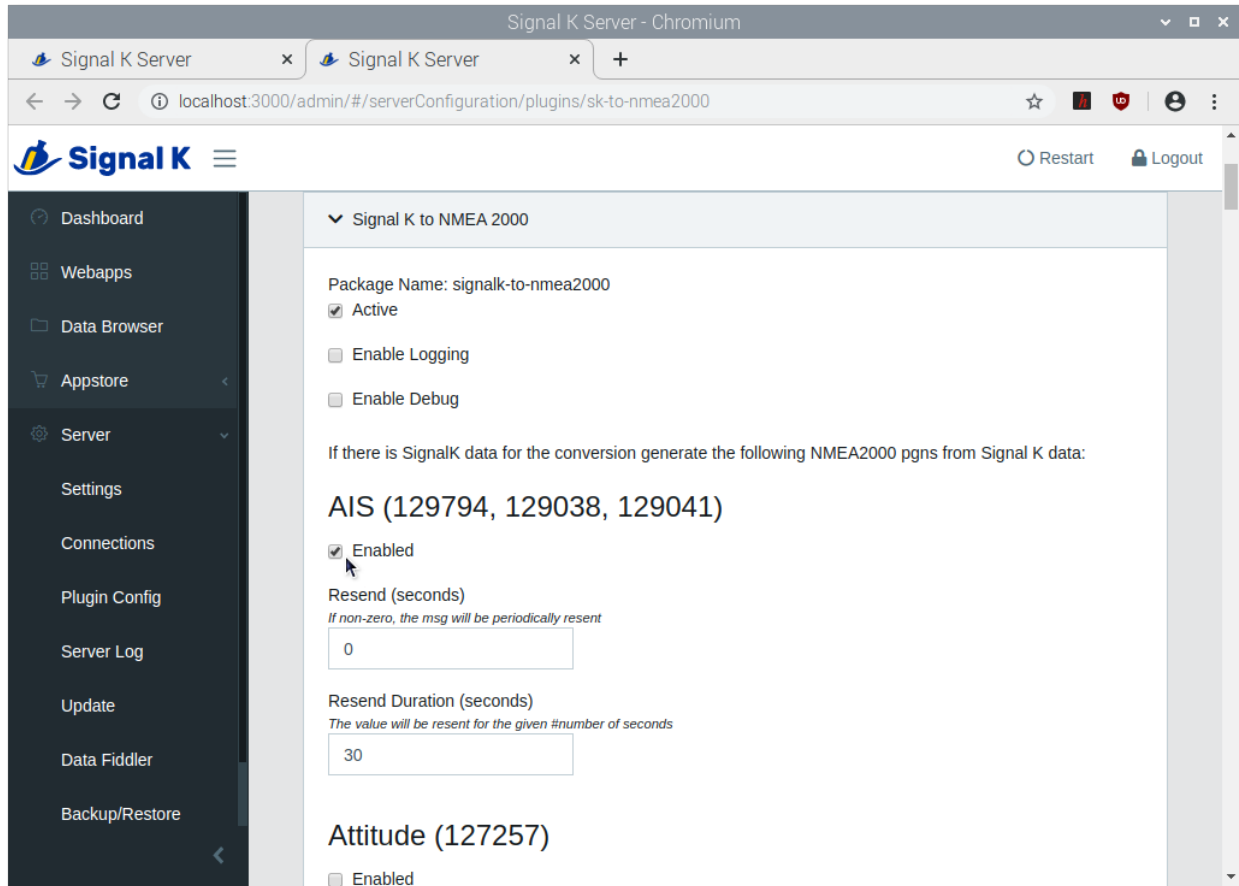 Signal K Server - Chromium
Signal K Server
Signal K Server
localhost:3000/admin/#/serverConfiguration/plugins/sk-to-nmea2000
Signal K
Restart
Logout
Dashboard
Webapps
Data Browser
Appstore
Server
Settings
Connections
Plugin Config
Server Log
Update
Data Fiddler
Backup/Restore
Signal K to NMEA 2000
Package Name: signalk-to-nmea2000
Active
Enable Logging
Enable Debug
If there is SignalK data for the conversion generate the following NMEA2000 pgns from Signal K data:
AIS (129794, 129038, 129041)
Enabled
Resend (seconds)
If non-zero, the msg will be periodically resent
0
Resend Duration (seconds)
The value will be resent for the given #number of seconds
30
Attitude (127257)
Enabled